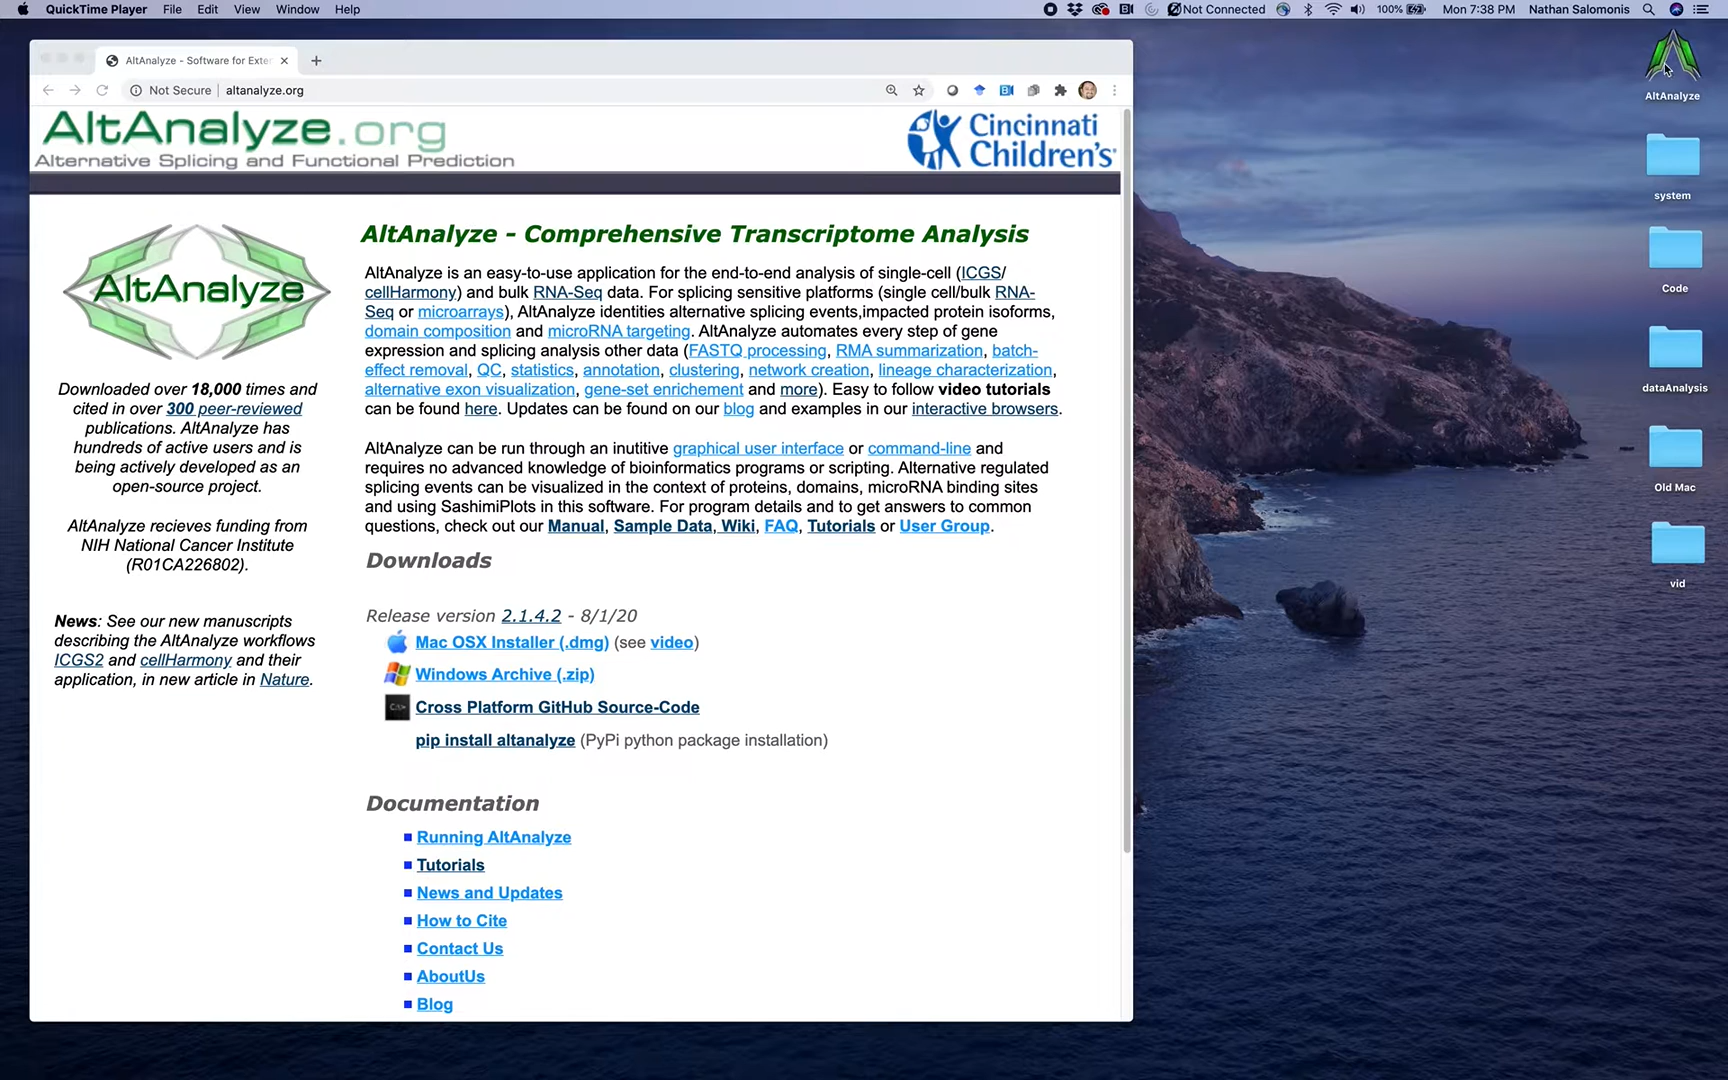 QuickTime Player File Edit View Window Help
Not Connected 100% Mon 7:38 PM Nathan Salomonis
AltAnalyze - Software for Exte
Not Secure altanalyze.org
AltAnalyze.org
Alternative Splicing and Functional Prediction
Cincinnati
Children's
AltAnalyze
Downloaded over 18,000 times and
cited in over 300 peer-reviewed
publications. AltAnalyze has
hundreds of active users and is
being actively developed as an
open-source project.
AltAnalyze recieves funding from
NIH National Cancer Institute
(R01CA226802).
News: See our new manuscripts
describing the AltAnalyze workflows
ICGS2 and cellHarmony and their
application, in new article in Nature.
AltAnalyze - Comprehensive Transcriptome Analysis
AltAnalyze is an easy-to-use application for the end-to-end analysis of single-cell (ICGS/
cellHarmony) and bulk RNA-Seq data. For splicing sensitive platforms (single cell/bulk RNA-
Seq or microarrays), AltAnalyze identities alternative splicing events,impacted protein isoforms,
domain composition and microRNA targeting. AltAnalyze automates every step of gene
expression and splicing analysis other data (FASTQ processing, RMA summarization, batch-
effect removal, QC, statistics, annotation, clustering, network creation, lineage characterization,
alternative exon visualization, gene-set enrichement and more). Easy to follow video tutorials
can be found here. Updates can be found on our blog and examples in our interactive browsers.
AltAnalyze can be run through an inutitive graphical user interface or command-line and
requires no advanced knowledge of bioinformatics programs or scripting. Alternative regulated
splicing events can be visualized in the context of proteins, domains, microRNA binding sites
and using SashimiPlots in this software. For program details and to get answers to common
questions, check out our Manual, Sample Data, Wiki, FAQ, Tutorials or User Group.
Downloads
Release version 2.1.4.2 - 8/1/20
Mac OSX Installer (.dmg) (see video)
Windows Archive (.zip)
Cross Platform GitHub Source-Code
pip install altanalyze (PyPi python package installation)
Documentation
Running AltAnalyze
Tutorials
News and Updates
How to Cite
Contact Us
AboutUs
Blog
AltAnalyze
system
Code
dataAnalysis
Old Mac
vid